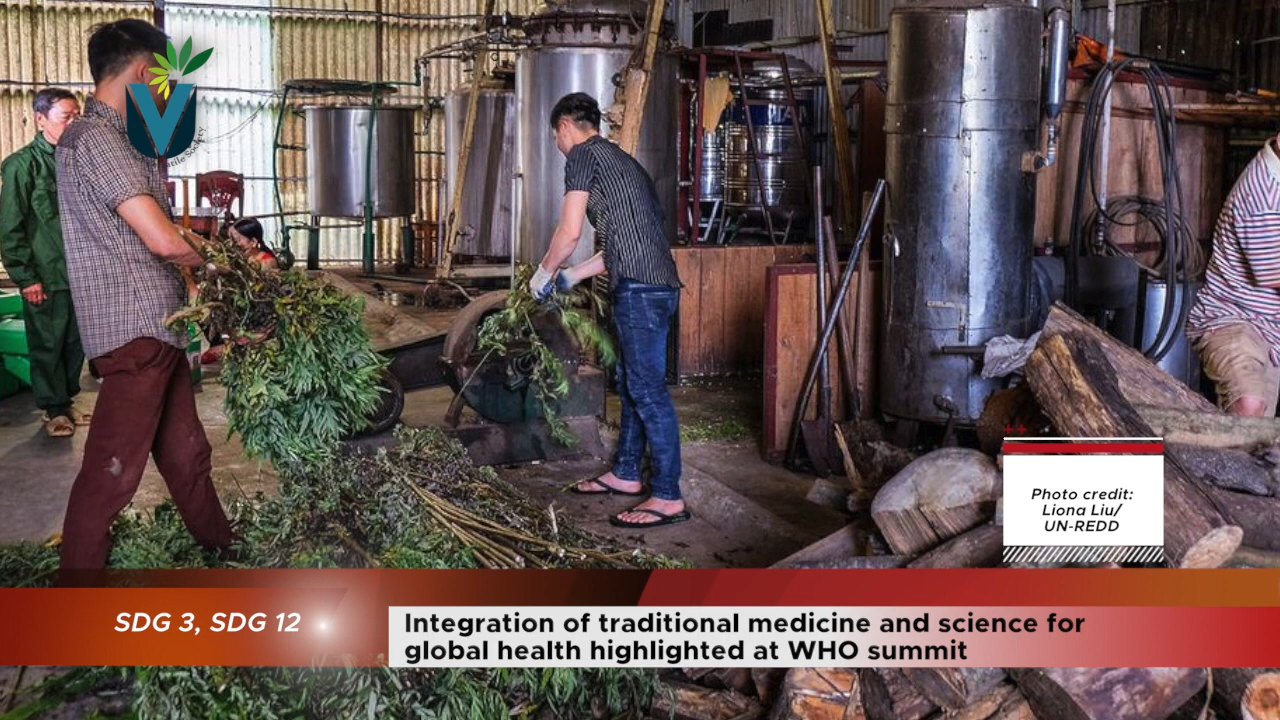 V
Photo credit:
Liona Liu/
UN-REDD
SDG 3, SDG 12
Integration of traditional medicine and science for
global health highlighted at WHO summit